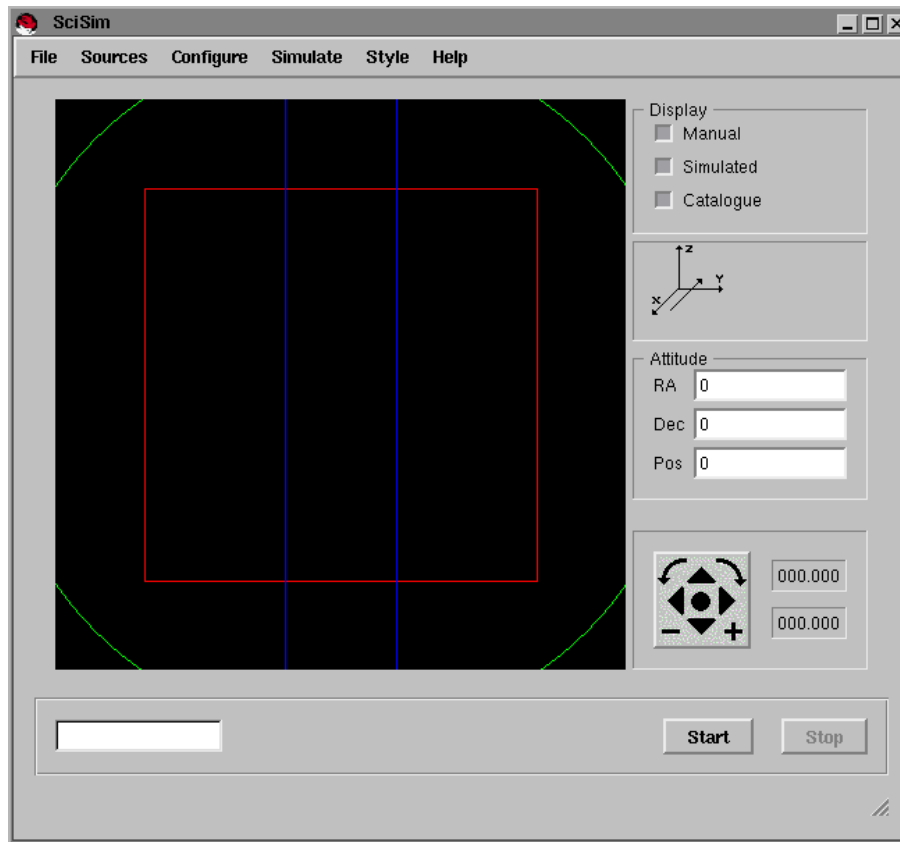 SciSim
File Sources Configure Simulate Style Help
Display
Manual
Simulated
Catalogue
Z
Y
X
Attitude
RA 0
Dec 0
Pos 0
000.000
000.000
Start Stop